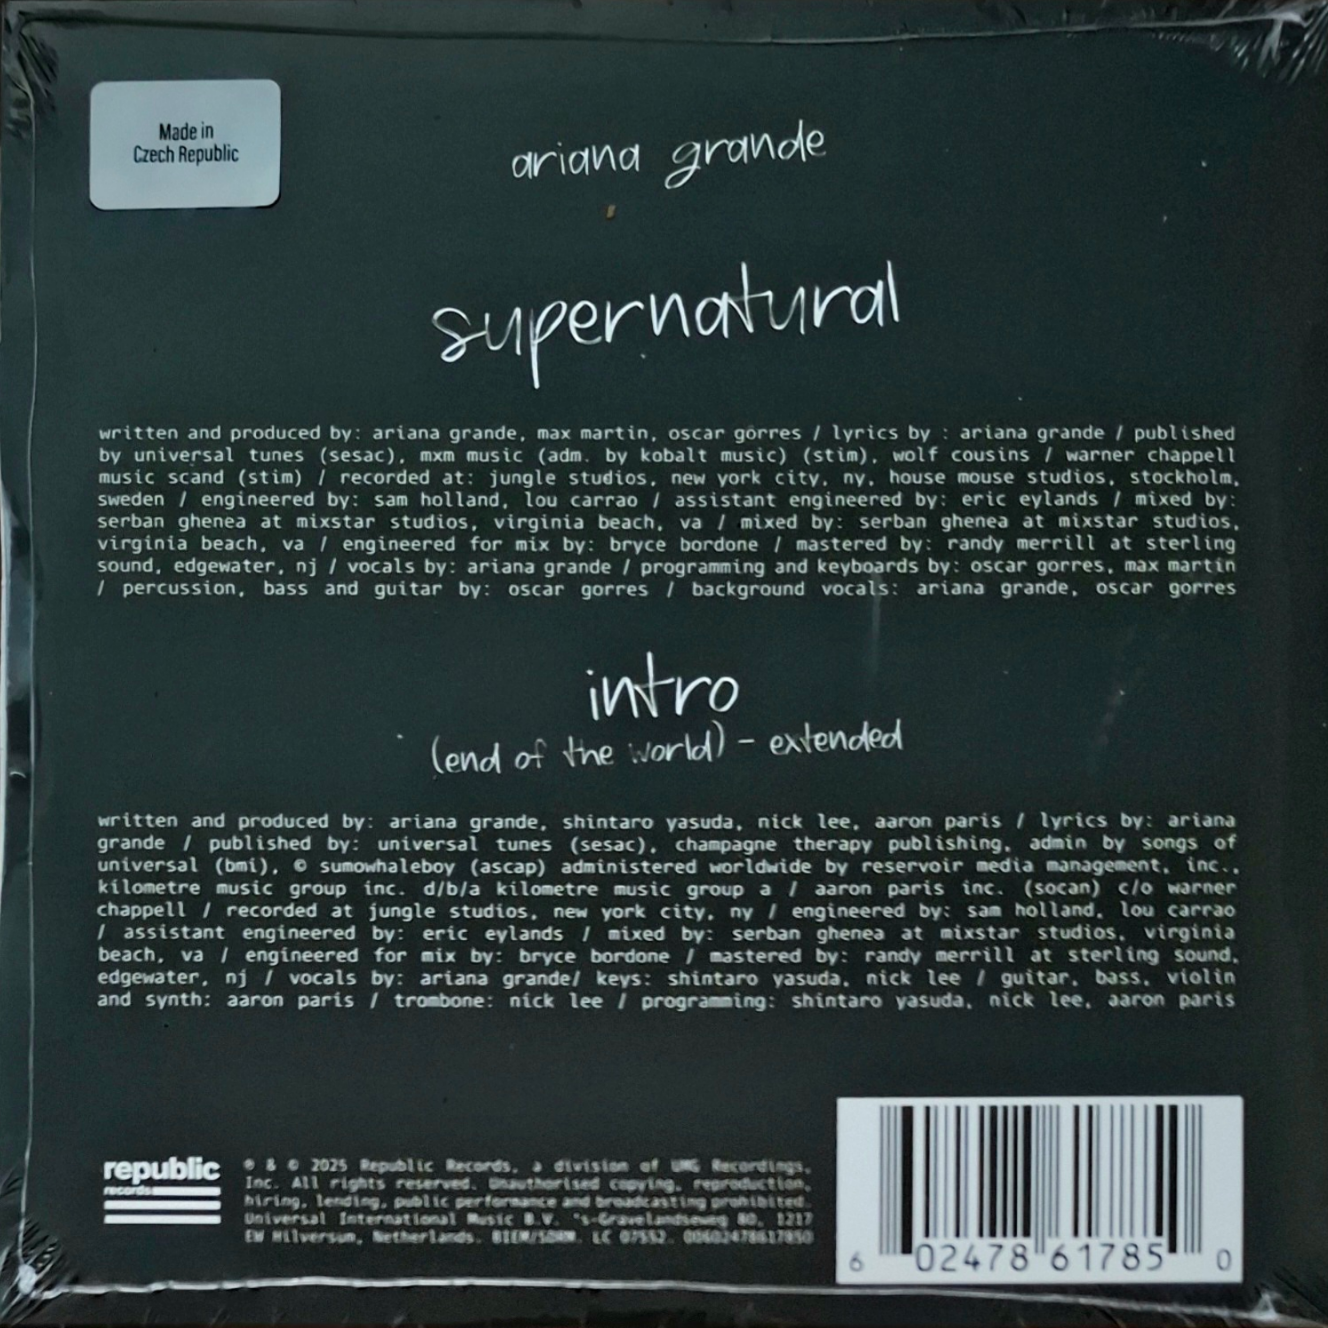 Made in
Czech Republic
ariana grande
supernatural
written and produced by: ariana grande, max martin, oscar görres / lyrics by : ariana grande / published
by universal tunes (sesac), mxm music (adm. by kobalt music) (stim), wolf cousins / warner chappell
music scand (stim) / recorded at: jungle studios, new york city, ny, house mouse studios, stockholm,
sweden / engineered by: sam holland, lou carrao / assistant engineered by: eric eylands / mixed by:
serban ghenea at mixstar studios, virginia beach, va / mixed by: serban ghenea at mixstar studios,
virginia beach, va / engineered for mix by: bryce bordone / mastered by: randy merrill at sterling
sound, edgewater, nj / vocals by: ariana grande / programming and keyboards by: oscar gorres, max martin
/ percussion, bass and guitar by: oscar gorres / background vocals: ariana grande, oscar gorres
intro
(end of the world) - extended
written and produced by: ariana grande, shintaro yasuda, nick lee, aaron paris / lyrics by: ariana
grande / published by: universal tunes (sesac), champagne therapy publishing, admin by songs of
universal (bmi), © sumowhaleboy (ascap) administered worldwide by reservoir media management, inc.,
kilometre music group inc. d/b/a kilometre music group a / aaron paris inc. (socan) c/o warner
chappell / recorded at jungle studios, new york city, ny / engineered by: sam holland, lou carrao
/ assistant engineered by: eric eylands / mixed by: serban ghenea at mixstar studios, virginia
beach, va / engineered for mix by: bryce bordone / mastered by: randy merrill at sterling sound,
edgewater, nj / vocals by: ariana grande/ keys: shintaro yasuda, nick lee / guitar, bass, violin
and synth: aaron paris / trombone: nick lee / programming: shintaro yasuda, nick lee, aaron paris
republic
records
℗ & © 2025 Republic Records, a division of UMG Recordings,
Inc. All rights reserved. Unauthorised copying, reproduction,
hiring, lending, public performance and broadcasting prohibited.
Universal International Music B.V. 's-Gravelandseweg 80, 1217
EW Hilversum, Netherlands. BIEM/SDRM. LC 07552. 00602478617850
6 02478 61785 0